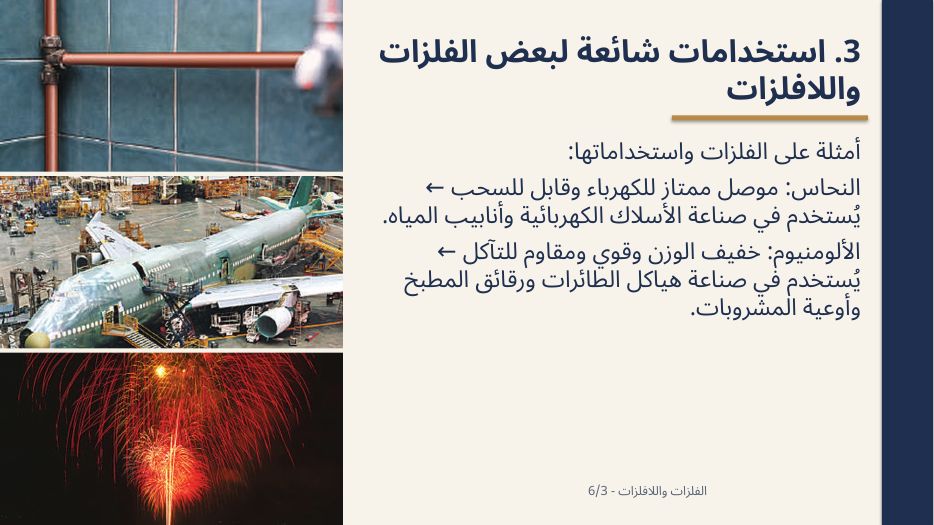 3. استخدامات شائعة لبعض الفلزات
واللافلزات
أمثلة على الفلزات واستخداماتها:
النحاس: موصل ممتاز للكهرباء وقابل للسحب ←
يُستخدم في صناعة الأسلاك الكهربائية وأنابيب المياه.
الألومنيوم: خفيف الوزن وقوي ومقاوم للتآكل ←
يُستخدم في صناعة هياكل الطائرات ورقائق المطبخ
وأوعية المشروبات.
الفلزات واللافلزات - 6/3